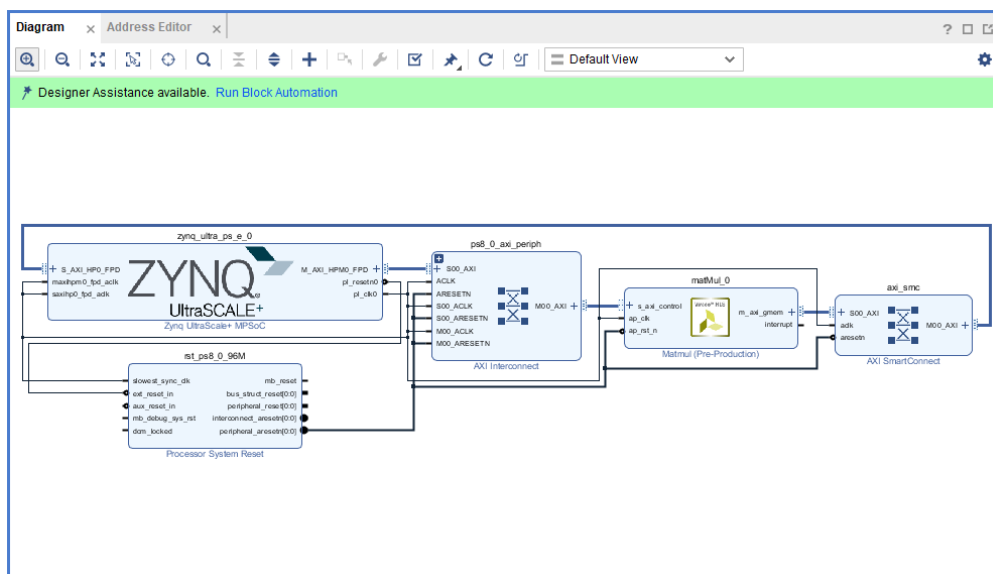 Diagram
Address Editor
Default View
Designer Assistance available. Run Block Automation
zynq_ultra_ps_e_0
S_AXI_HP0_FPD
maxihpm0_fpd_aclk
saxihp0_fpd_aclk
M_AXI_HPM0_FPD
pl_resetn0
pl_clk0
ZYNQ
UltraSCALE+
Zynq UltraScale+ MPSoC
rst_ps8_0_96M
slowest_sync_clk
ext_reset_in
aux_reset_in
mb_debug_sys_rst
dcm_locked
mb_reset
bus_struct_reset[0:0]
peripheral_reset[0:0]
interconnect_aresetn[0:0]
peripheral_aresetn[0:0]
Processor System Reset
ps8_0_axi_periph
S00_AXI
ACLK
ARESETN
S00_ACLK
S00_ARESETN
M00_ACLK
M00_ARESETN
M00_AXI
AXI Interconnect
matMul_0
s_axi_control
ap_clk
ap_rst_n
m_axi_gmem
interrupt
Matmul (Pre-Production)
axi_smc
S00_AXI
aclk
aresetn
M00_AXI
AXI SmartConnect